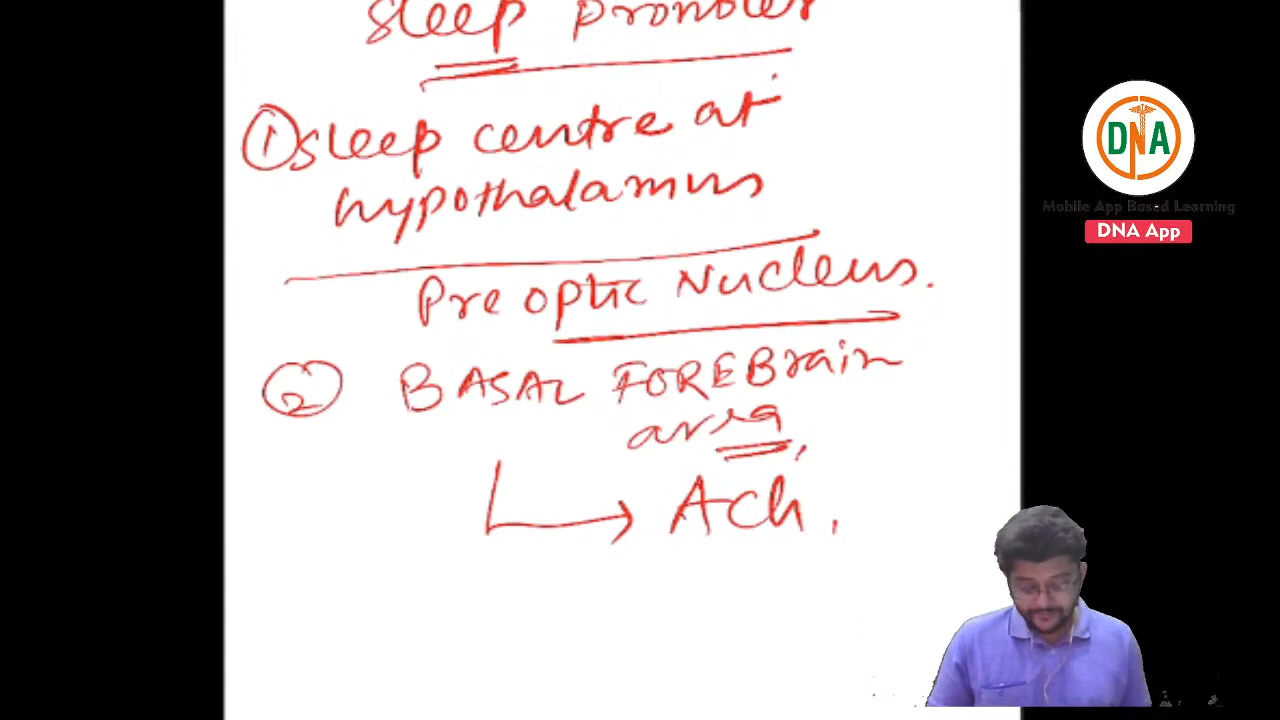 sleep promoter
① sleep centre at
hypothalamus
Pre optic Nucleus.
② BASAL FOREBrain
area,
Ach,
DNA
Mobile App Based Learning
DNA App